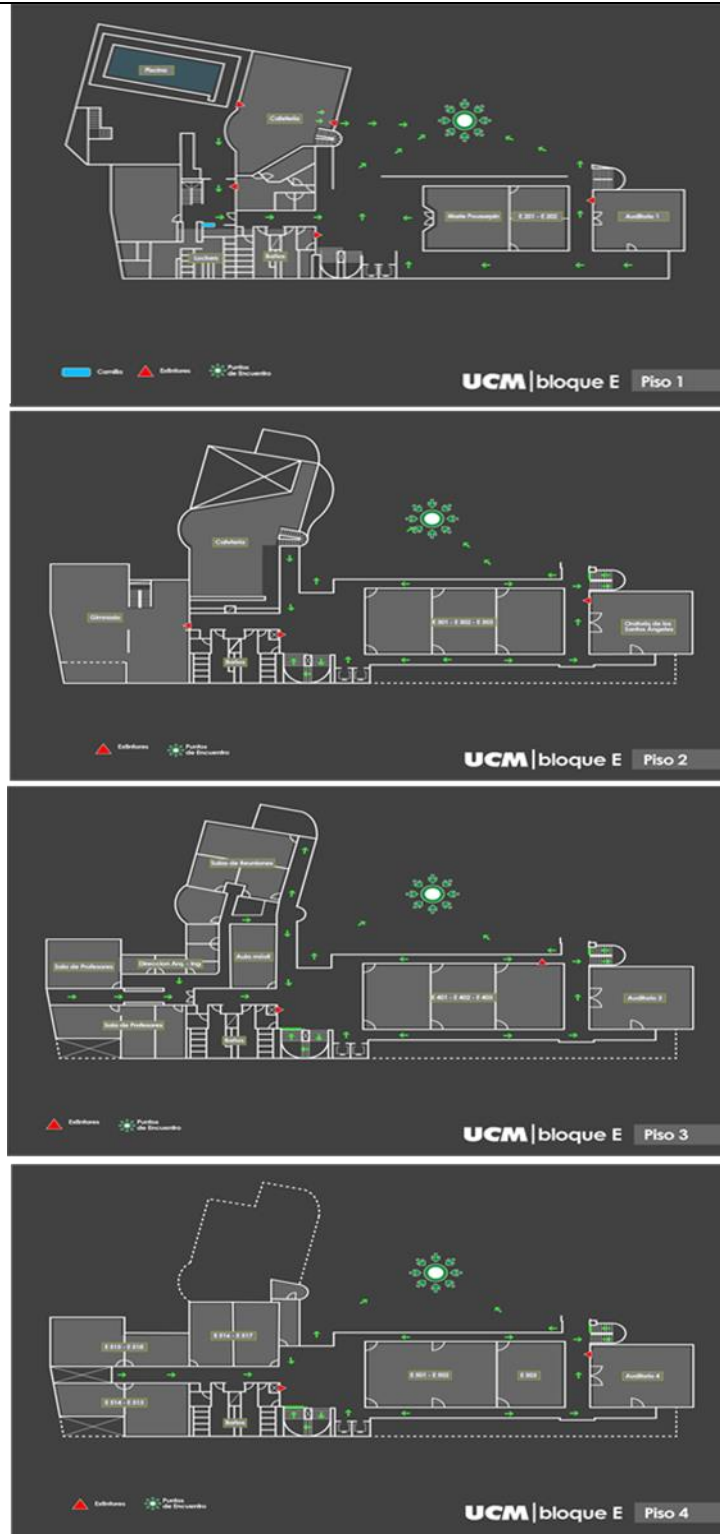 Piscina
Cafetería
E 201 - E 202
Auditorio 1
Lockers
Baños
Camilla
Extintores
Puntos
de Encuentro
UCM bloque E Piso 1
Cafetería
Gimnasio
E 301 - E 302 - E 303
Oratorio de los
Santos Ángeles
Baños
Extintores
Puntos
de Encuentro
UCM bloque E Piso 2
Salas de Reuniones
Sala de Profesores
Dirección Arq. - Ing
Aula móvil
E 401 - E 402 - E 403
Auditorio 3
Sala de Profesores
Baños
Extintores
Puntos
de Encuentro
UCM bloque E Piso 3
E 516 - E 517
E 501 - E 502
E 503
Auditorio 4
Baños
Extintores
Puntos
de Encuentro
UCM bloque E Piso 4